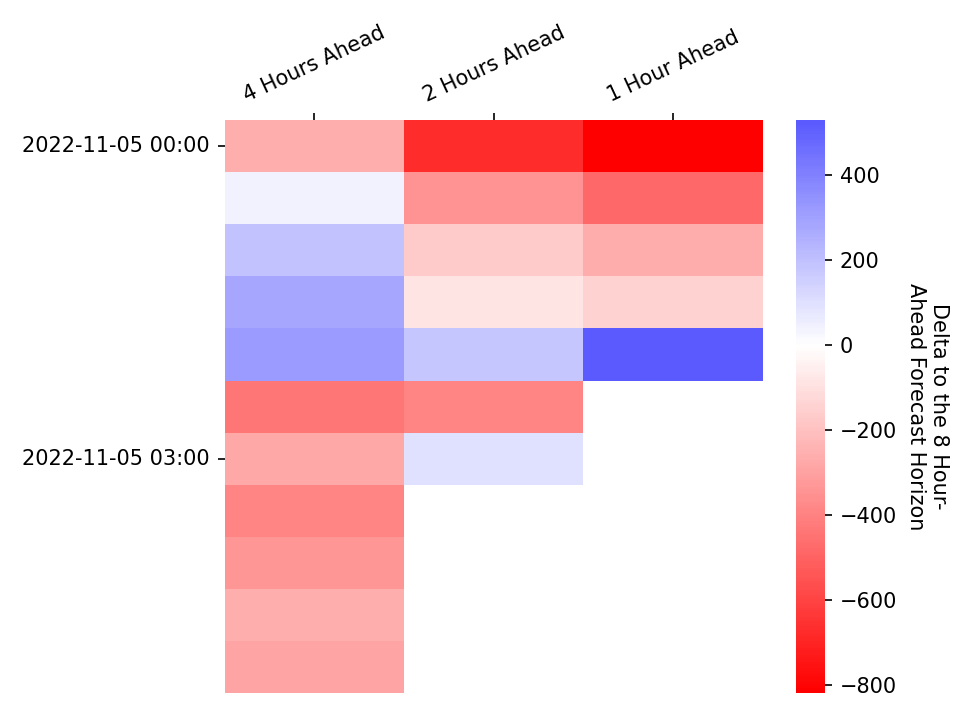 4 Hours Ahead
2 Hours Ahead
1 Hour Ahead
2022-11-05 00:00
2022-11-05 03:00
400
200
0
−200
−400
−600
−800
Delta to the 8 Hour-
Ahead Forecast Horizon